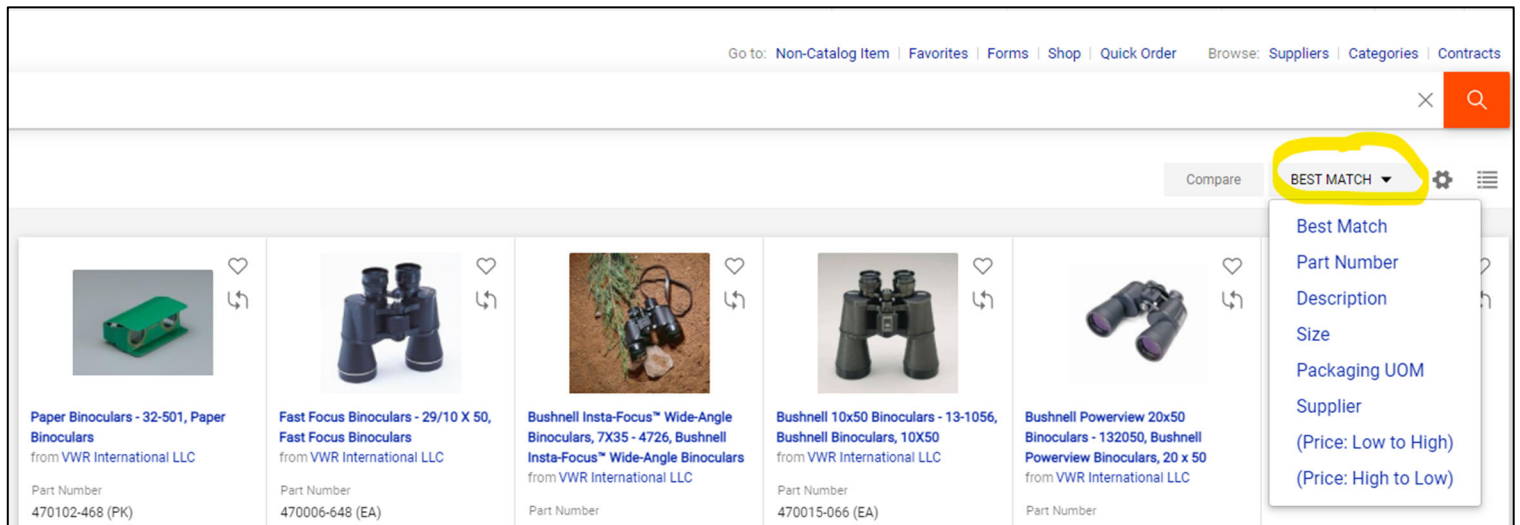 Go to: Non-Catalog Item | Favorites | Forms | Shop | Quick Order Browse: Suppliers | Categories | Contracts
Compare
BEST MATCH
Best Match
Part Number
Description
Size
Packaging UOM
Supplier
(Price: Low to High)
(Price: High to Low)
Paper Binoculars - 32-501, Paper
Binoculars
from VWR International LLC
Part Number
470102-468 (PK)
Fast Focus Binoculars - 29/10 X 50,
Fast Focus Binoculars
from VWR International LLC
Part Number
470006-648 (EA)
Bushnell Insta-Focus™ Wide-Angle
Binoculars, 7X35 - 4726, Bushnell
Insta-Focus™ Wide-Angle Binoculars
from VWR International LLC
Part Number
Bushnell 10x50 Binoculars - 13-1056,
Bushnell Binoculars, 10X50
from VWR International LLC
Part Number
470015-066 (EA)
Bushnell Powerview 20x50
Binoculars - 132050, Bushnell
Powerview Binoculars, 20 x 50
from VWR International LLC
Part Number